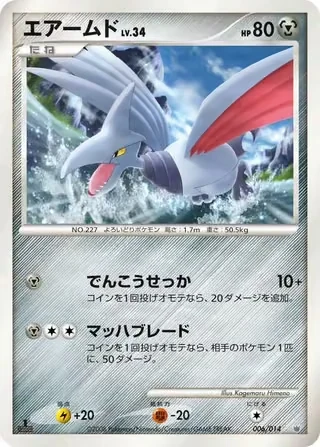 エアームド LV.34 HP 80
たね
NO.227 よろいどりポケモン 高さ:1.7m 重さ:50.5kg
でんこうせっか 10+
コインを1回投げオモテなら、20ダメージを追加。
マッハブレード
コインを1回投げオモテなら、相手のポケモン1匹
に、50ダメージ。
Illus. Kagemaru Himeno
弱点 抵抗力 にげる
+20 -20
©2008 Pokémon/Nintendo/Creatures/GAME FREAK. 006/014